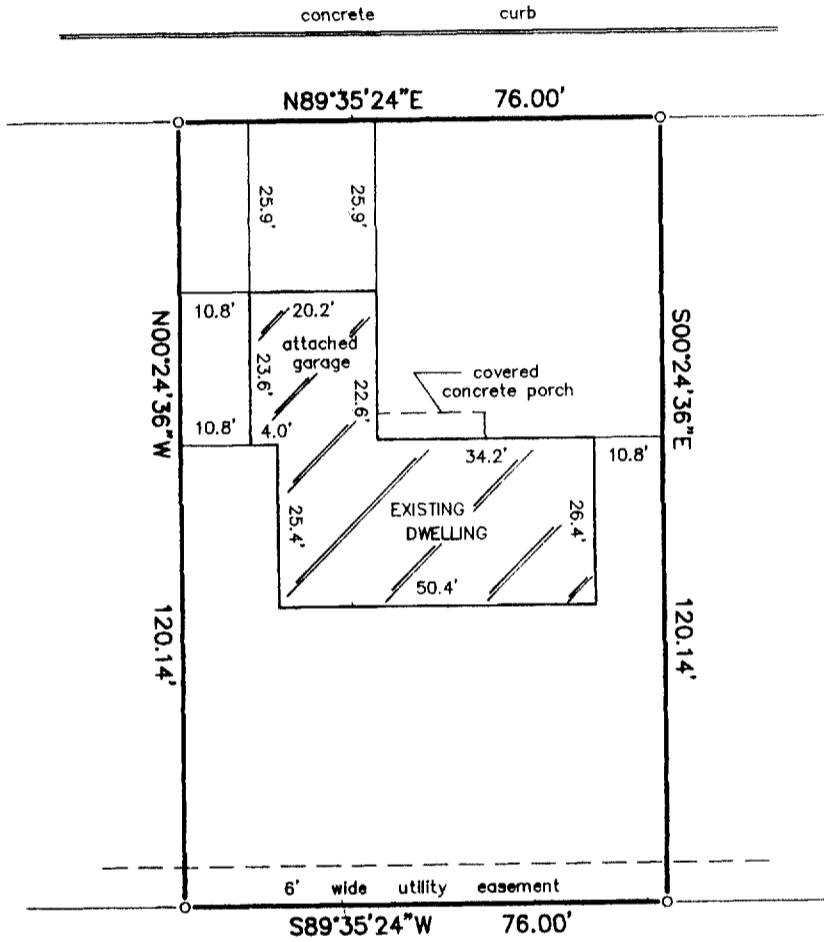 concrete curb
N89°35'24"E 76.00'
25.9'
25.9'
10.8'
20.2'
attached
garage
N00°24'36"W
23.6'
22.6'
covered
concrete porch
S00°24'36"E
10.8'
4.0'
34.2'
10.8'
25.4'
EXISTING
DWELLING
26.4'
50.4'
120.14'
120.14'
6' wide utility easement
S89°35'24"W 76.00'